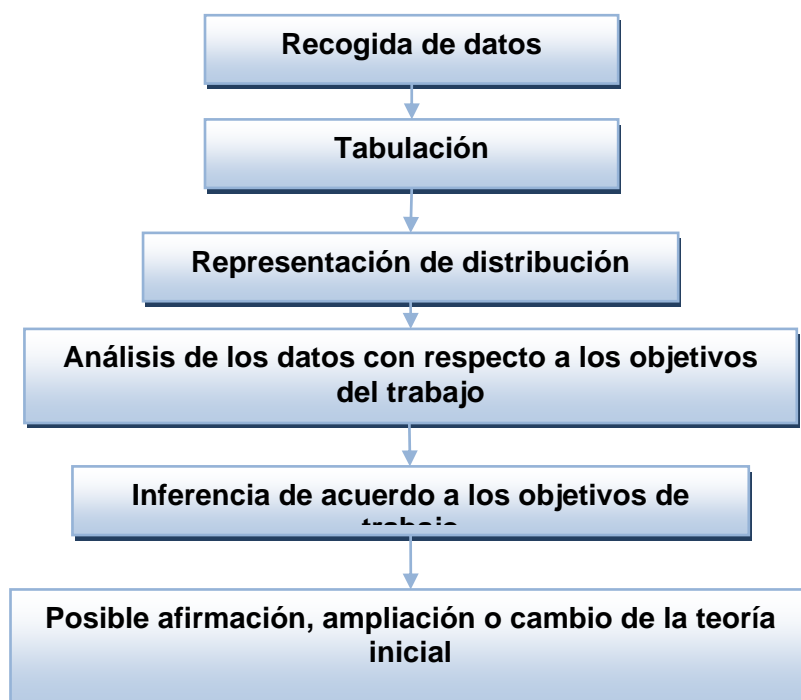 Recogida de datos
Tabulación
Representación de distribución
Análisis de los datos con respecto a los objetivos
del trabajo
Inferencia de acuerdo a los objetivos de
trabajo
Posible afirmación, ampliación o cambio de la teoría
inicial